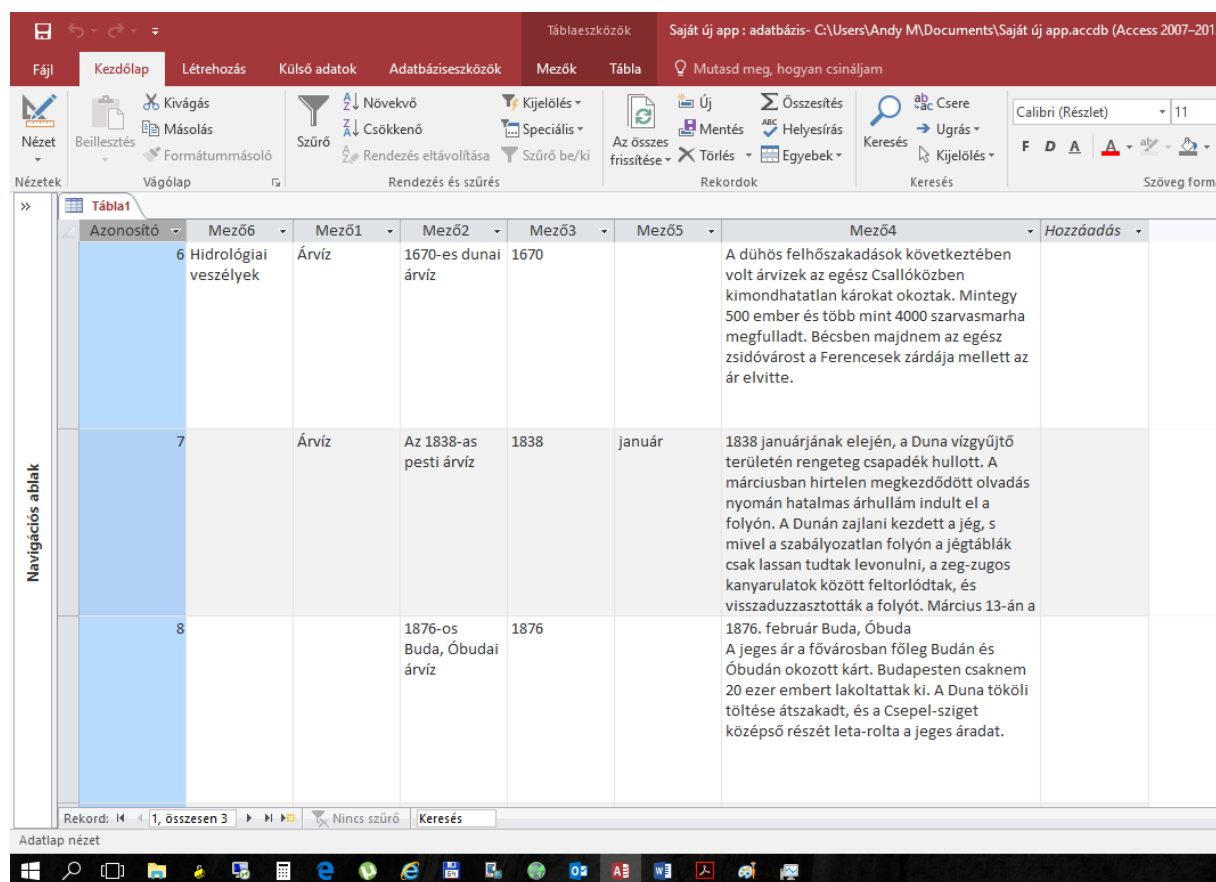 Táblaeszközök
Saját új app : adatbázis- C:\Users\Andy M\Documents\Saját új app.accdb (Access 2007–201
Fájl
Kezdőlap
Létrehozás
Külső adatok
Adatbáziseszközök
Mezők
Tábla
Mutasd meg, hogyan csináljam
Nézet
Beillesztés
Kivágás
Másolás
Formátummásoló
Szűrő
Növekvő
Csökkenő
Rendezés eltávolítása
Kijelölés
Speciális
Szűrő be/ki
Az összes
frissítése
Új
Mentés
Törlés
Összesítés
Helyesírás
Egyebek
Keresés
Csere
Ugrás
Kijelölés
Calibri (Részlet)
11
F D A A
Nézetek
Vágólap
Rendezés és szűrés
Rekordok
Keresés
Szöveg form
Navigációs ablak
Tábla1
Azonosító Mező6 Mező1 Mező2 Mező3 Mező5 Mező4 Hozzáadás
6
Hidrológiai
veszélyek
Árvíz
1670-es dunai
árvíz
1670
A dühös felhőszakadások következtében
volt árvizek az egész Csallóközben
kimondhatatlan károkat okoztak. Mintegy
500 ember és több mint 4000 szarvasmarha
megfulladt. Bécsben majdnem az egész
zsidóvárost a Ferencesek zárdája mellett az
ár elvitte.
7
Árvíz
Az 1838-as
pesti árvíz
1838
január
1838 januárjának elején, a Duna vízgyűjtő
területén rengeteg csapadék hullott. A
márciusban hirtelen megkezdődött olvadás
nyomán hatalmas árhullám indult el a
folyón. A Dunán zajlani kezdett a jég, s
mivel a szabályozatlan folyón a jégtáblák
csak lassan tudtak levonulni, a zeg-zugos
kanyarulatok között feltorlódtak, és
visszaduzzasztották a folyót. Március 13-án a
8
1876-os
Buda, Óbudai
árvíz
1876
1876. február Buda, Óbuda
A jeges ár a fővárosban főleg Budán és
Óbudán okozott kárt. Budapesten csaknem
20 ezer embert lakoltattak ki. A Duna tököli
töltése átszakadt, és a Csepel-sziget
középső részét leta-rolta a jeges áradat.
Rekord: 1, összesen 3 Nincs szűrő Keresés
Adatlap nézet